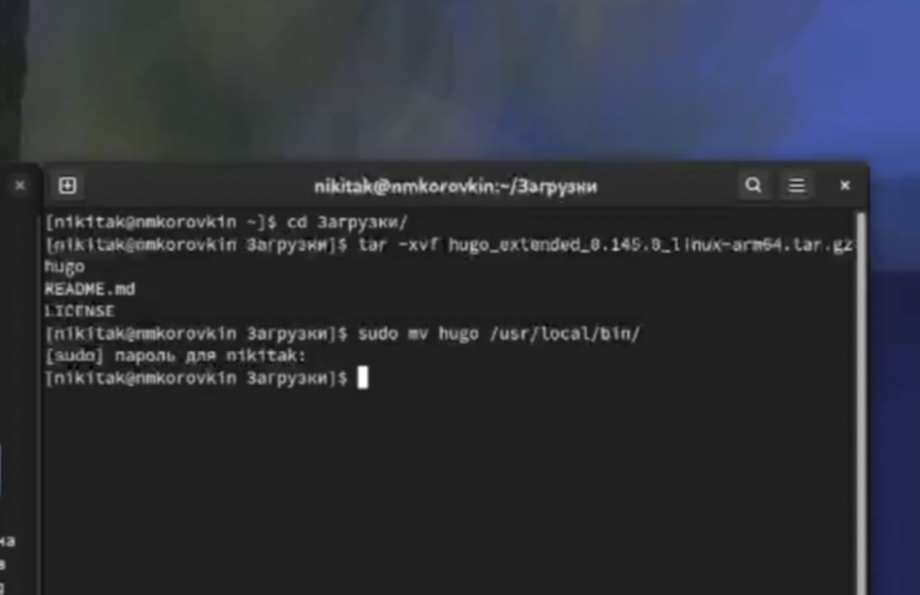 nikitak@nmkorovkin:~/Загрузки
[nikitak@nmkorovkin ~]$ cd Загрузки/
[nikitak@nmkorovkin Загрузки]$ tar -xvf hugo_extended_0.145.0_linux-arm64.tar.gz
hugo
README.md
LICENSE
[nikitak@nmkorovkin Загрузки]$ sudo mv hugo /usr/local/bin/
[sudo] пароль для nikitak:
[nikitak@nmkorovkin Загрузки]$